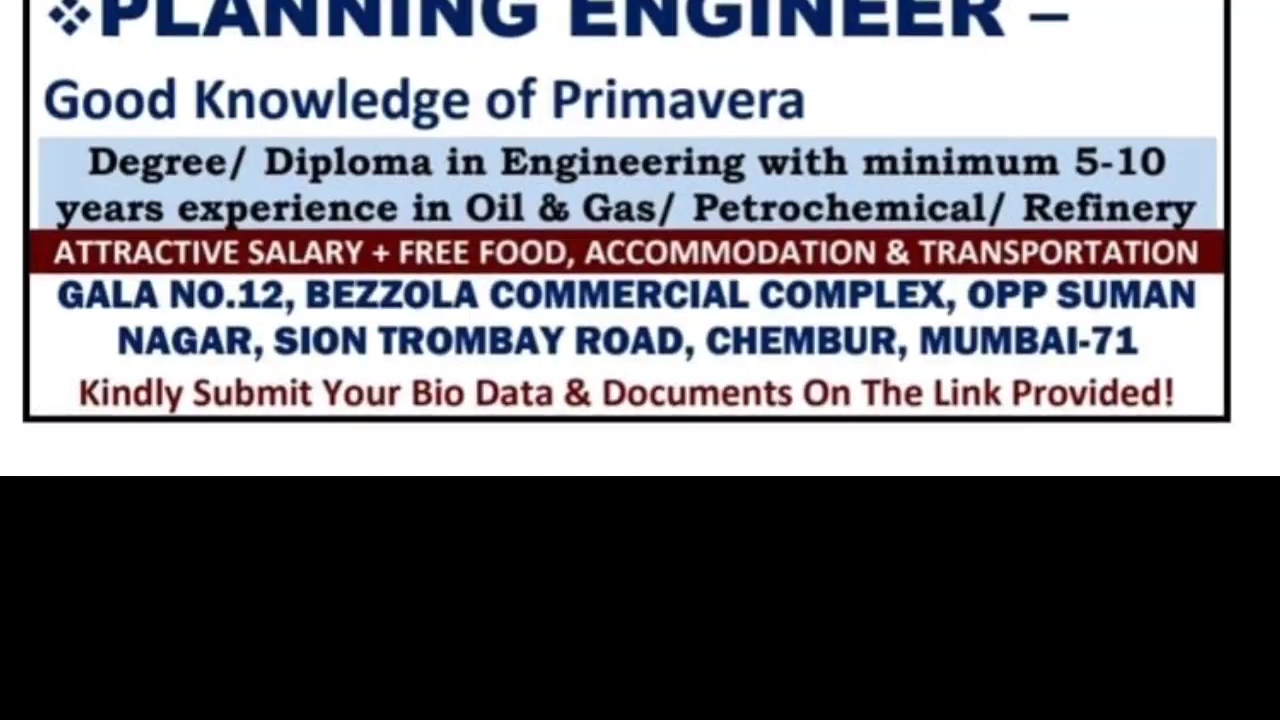 ❖PLANNING ENGINEER –
Good Knowledge of Primavera
Degree/ Diploma in Engineering with minimum 5-10
years experience in Oil & Gas/ Petrochemical/ Refinery
ATTRACTIVE SALARY + FREE FOOD, ACCOMMODATION & TRANSPORTATION
GALA NO.12, BEZZOLA COMMERCIAL COMPLEX, OPP SUMAN
NAGAR, SION TROMBAY ROAD, CHEMBUR, MUMBAI-71
Kindly Submit Your Bio Data & Documents On The Link Provided!